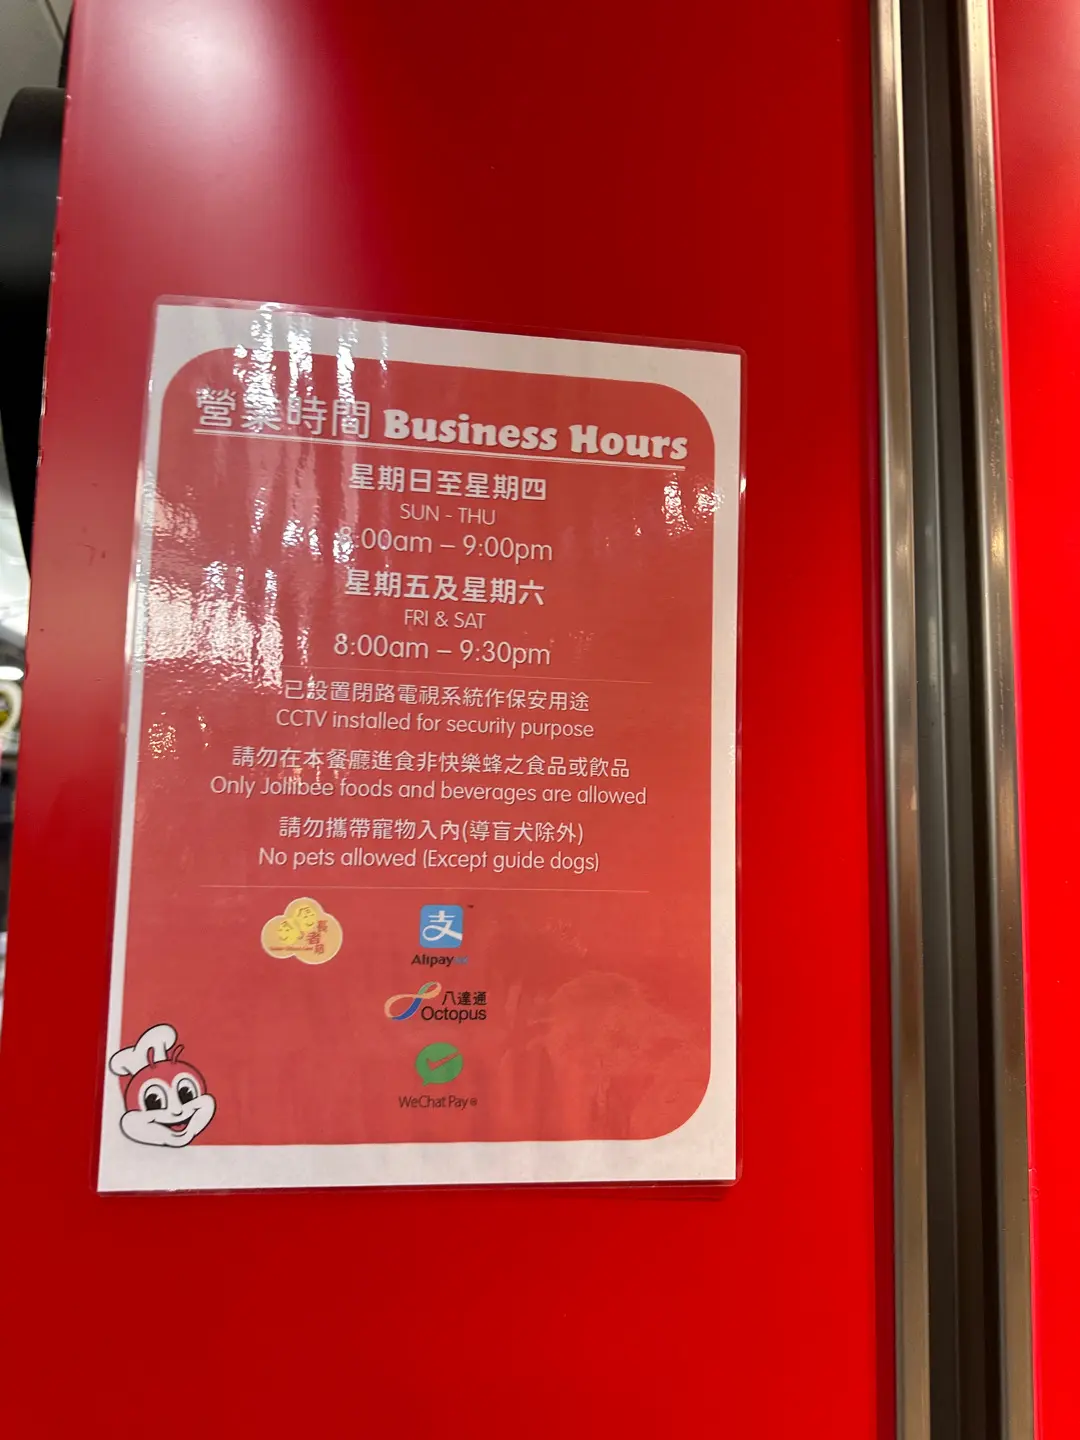 營業時間 Business Hours
星期日至星期四
SUN - THU
8:00am – 9:00pm
星期五及星期六
FRI & SAT
8:00am – 9:30pm
已設置閉路電視系統作保安用途
CCTV installed for security purpose
請勿在本餐廳進食非快樂蜂之食品或飲品
Only Jollibee foods and beverages are allowed
請勿攜帶寵物入內(導盲犬除外)
No pets allowed (Except guide dogs)
長者咭
支
Alipay
八達通
Octopus
WeChat Pay